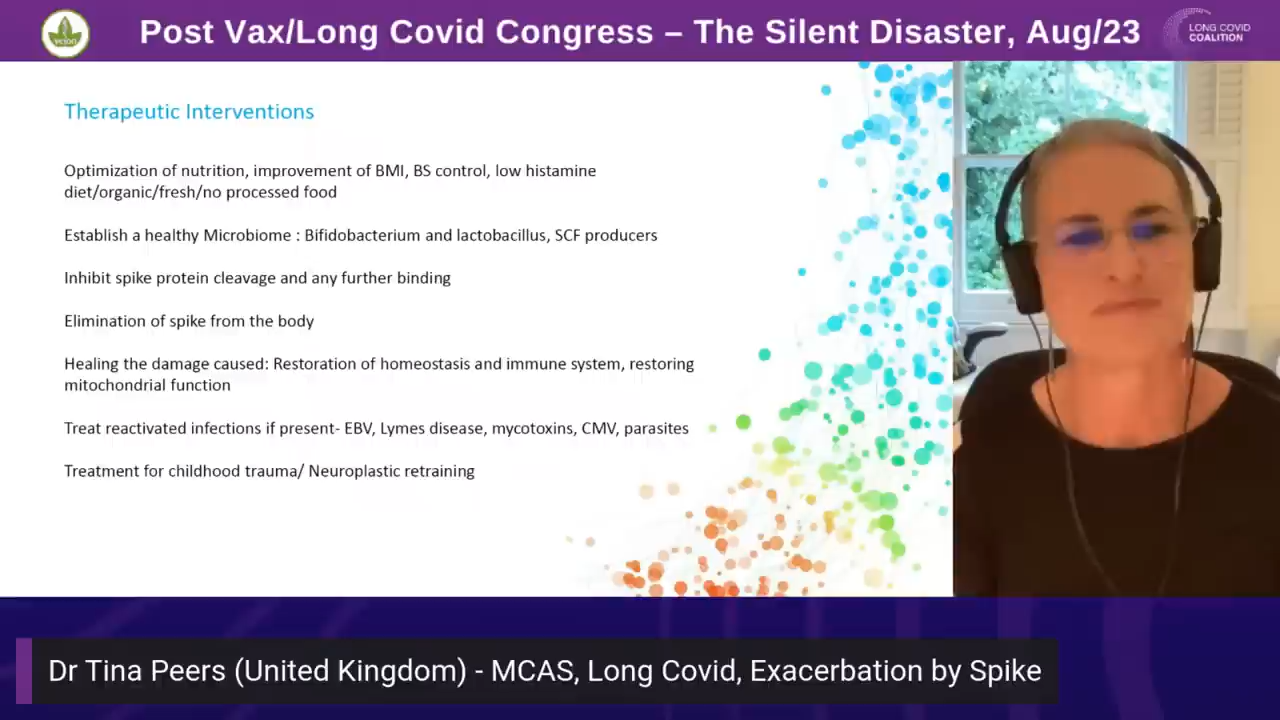 Post Vax/Long Covid Congress – The Silent Disaster, Aug/23
LONG COVID
COALITION
Therapeutic Interventions
Optimization of nutrition, improvement of BMI, BS control, low histamine
diet/organic/fresh/no processed food
Establish a healthy Microbiome : Bifidobacterium and lactobacillus, SCF producers
Inhibit spike protein cleavage and any further binding
Elimination of spike from the body
Healing the damage caused: Restoration of homeostasis and immune system, restoring
mitochondrial function
Treat reactivated infections if present- EBV, Lymes disease, mycotoxins, CMV, parasites
Treatment for childhood trauma/ Neuroplastic retraining
Dr Tina Peers (United Kingdom) - MCAS, Long Covid, Exacerbation by Spike